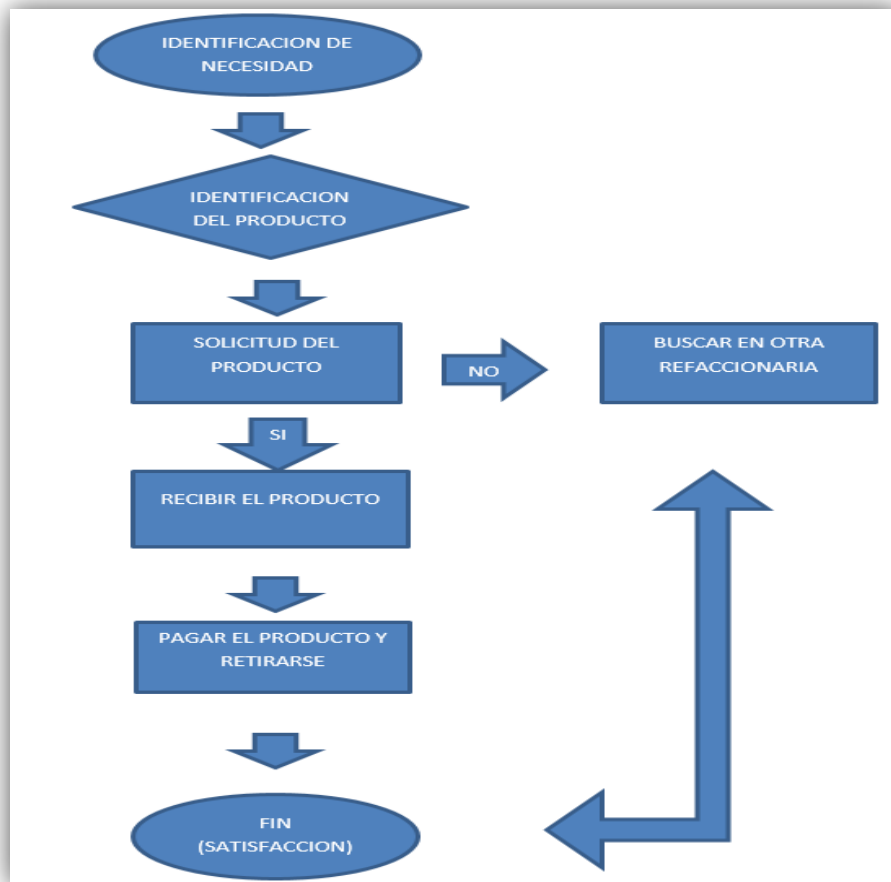 IDENTIFICACION DE
NECESIDAD
IDENTIFICACION
DEL PRODUCTO
SOLICITUD DEL
PRODUCTO
NO
BUSCAR EN OTRA
REFACCIONARIA
SI
RECIBIR EL PRODUCTO
PAGAR EL PRODUCTO Y
RETIRARSE
FIN
(SATISFACCION)